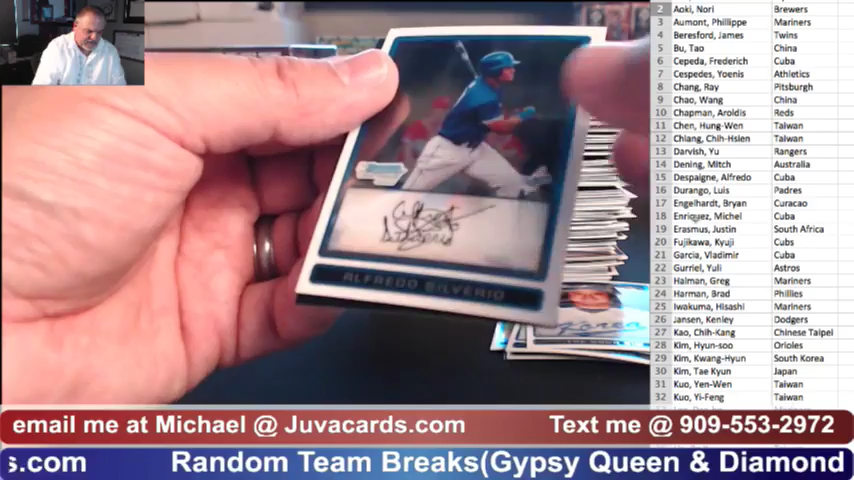 2 Aoki, Nori Brewers
3 Aumont, Phillippe Mariners
4 Beresford, James Twins
5 Bu, Tao China
6 Cepeda, Frederich Cuba
7 Cespedes, Yoenis Athletics
8 Chang, Ray Pitsburgh
9 Chao, Wang China
10 Chapman, Aroldis Reds
11 Chen, Hung-Wen Taiwan
12 Chiang, Chih-Hsien Taiwan
13 Darvish, Yu Rangers
14 Dening, Mitch Australia
15 Despaigne, Alfredo Cuba
16 Durango, Luis Padres
17 Engelhardt, Bryan Curacao
18 Enriquez, Michel Cuba
19 Erasmus, Justin South Africa
20 Fujikawa, Kyuji Cubs
21 Garcia, Vladimir Cuba
22 Gurriel, Yuli Astros
23 Halman, Greg Mariners
24 Harman, Brad Phillies
25 Iwakuma, Hisashi Mariners
26 Jansen, Kenley Dodgers
27 Kao, Chih-Kang Chinese Taipel
28 Kim, Hyun-soo Orioles
29 Kim, Kwang-Hyun South Korea
30 Kim, Tae Kyun Japan
31 Kuo, Yen-Wen Taiwan
32 Kuo, Yi-Feng Taiwan
ALFREDO SILVERIO
Korea
email me at Michael @ Juvacards.com Text me @ 909-553-2972
s.com Random Team Breaks(Gypsy Queen & Diamond